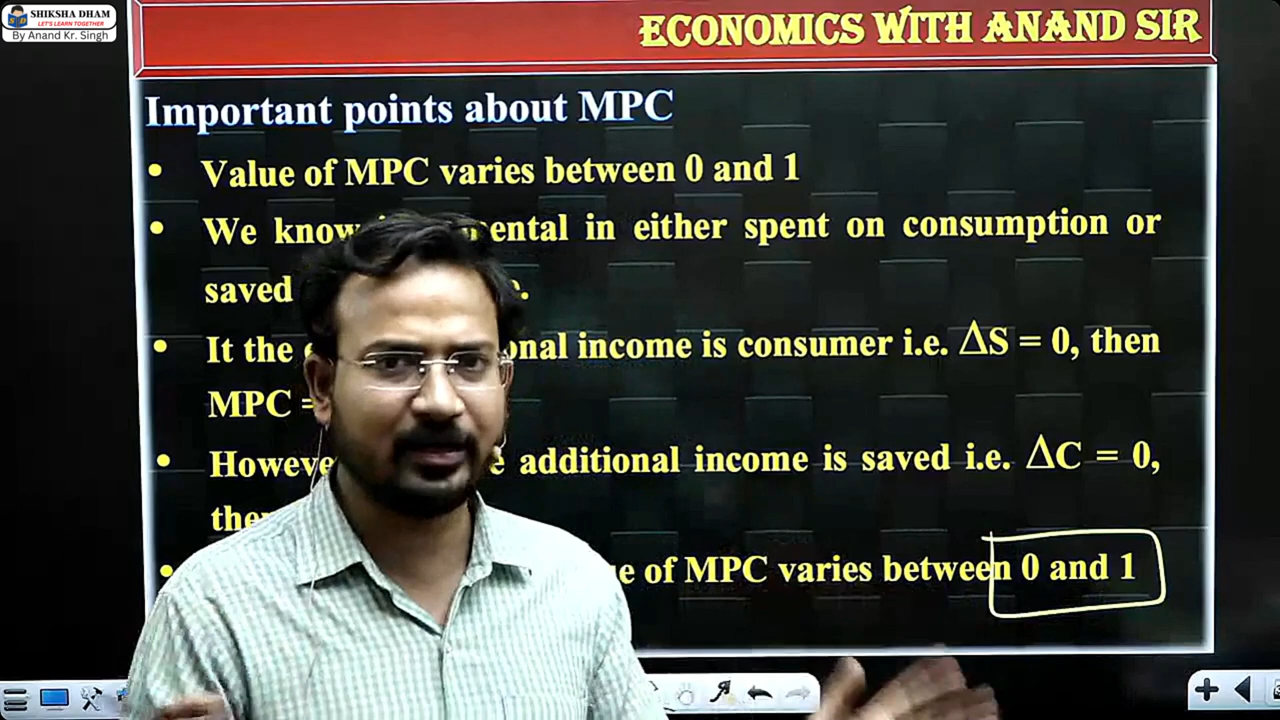 SHIKSHA DHAM
LET'S LEARN TOGETHER
By Anand Kr. Singh
ECONOMICS WITH ANAND SIR
Important points about MPC
• Value of MPC varies between 0 and 1
• We know ental in either spent on consumption or
saved
• It the onal income is consumer i.e. ΔS = 0, then
MPC =
• additional income is saved i.e. ΔC = 0,
• of MPC varies between 0 and 1